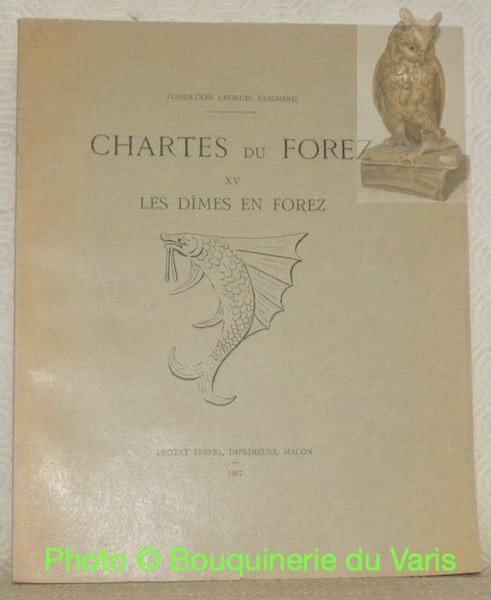 FONDATION GEORGES GUICHARD
CHARTES DU FOREZ
XV
LES DÎMES EN FOREZ
PROTAT FRÈRES, IMPRIMEURS, MACON
1957
Photo © Bouquinerie du Varis